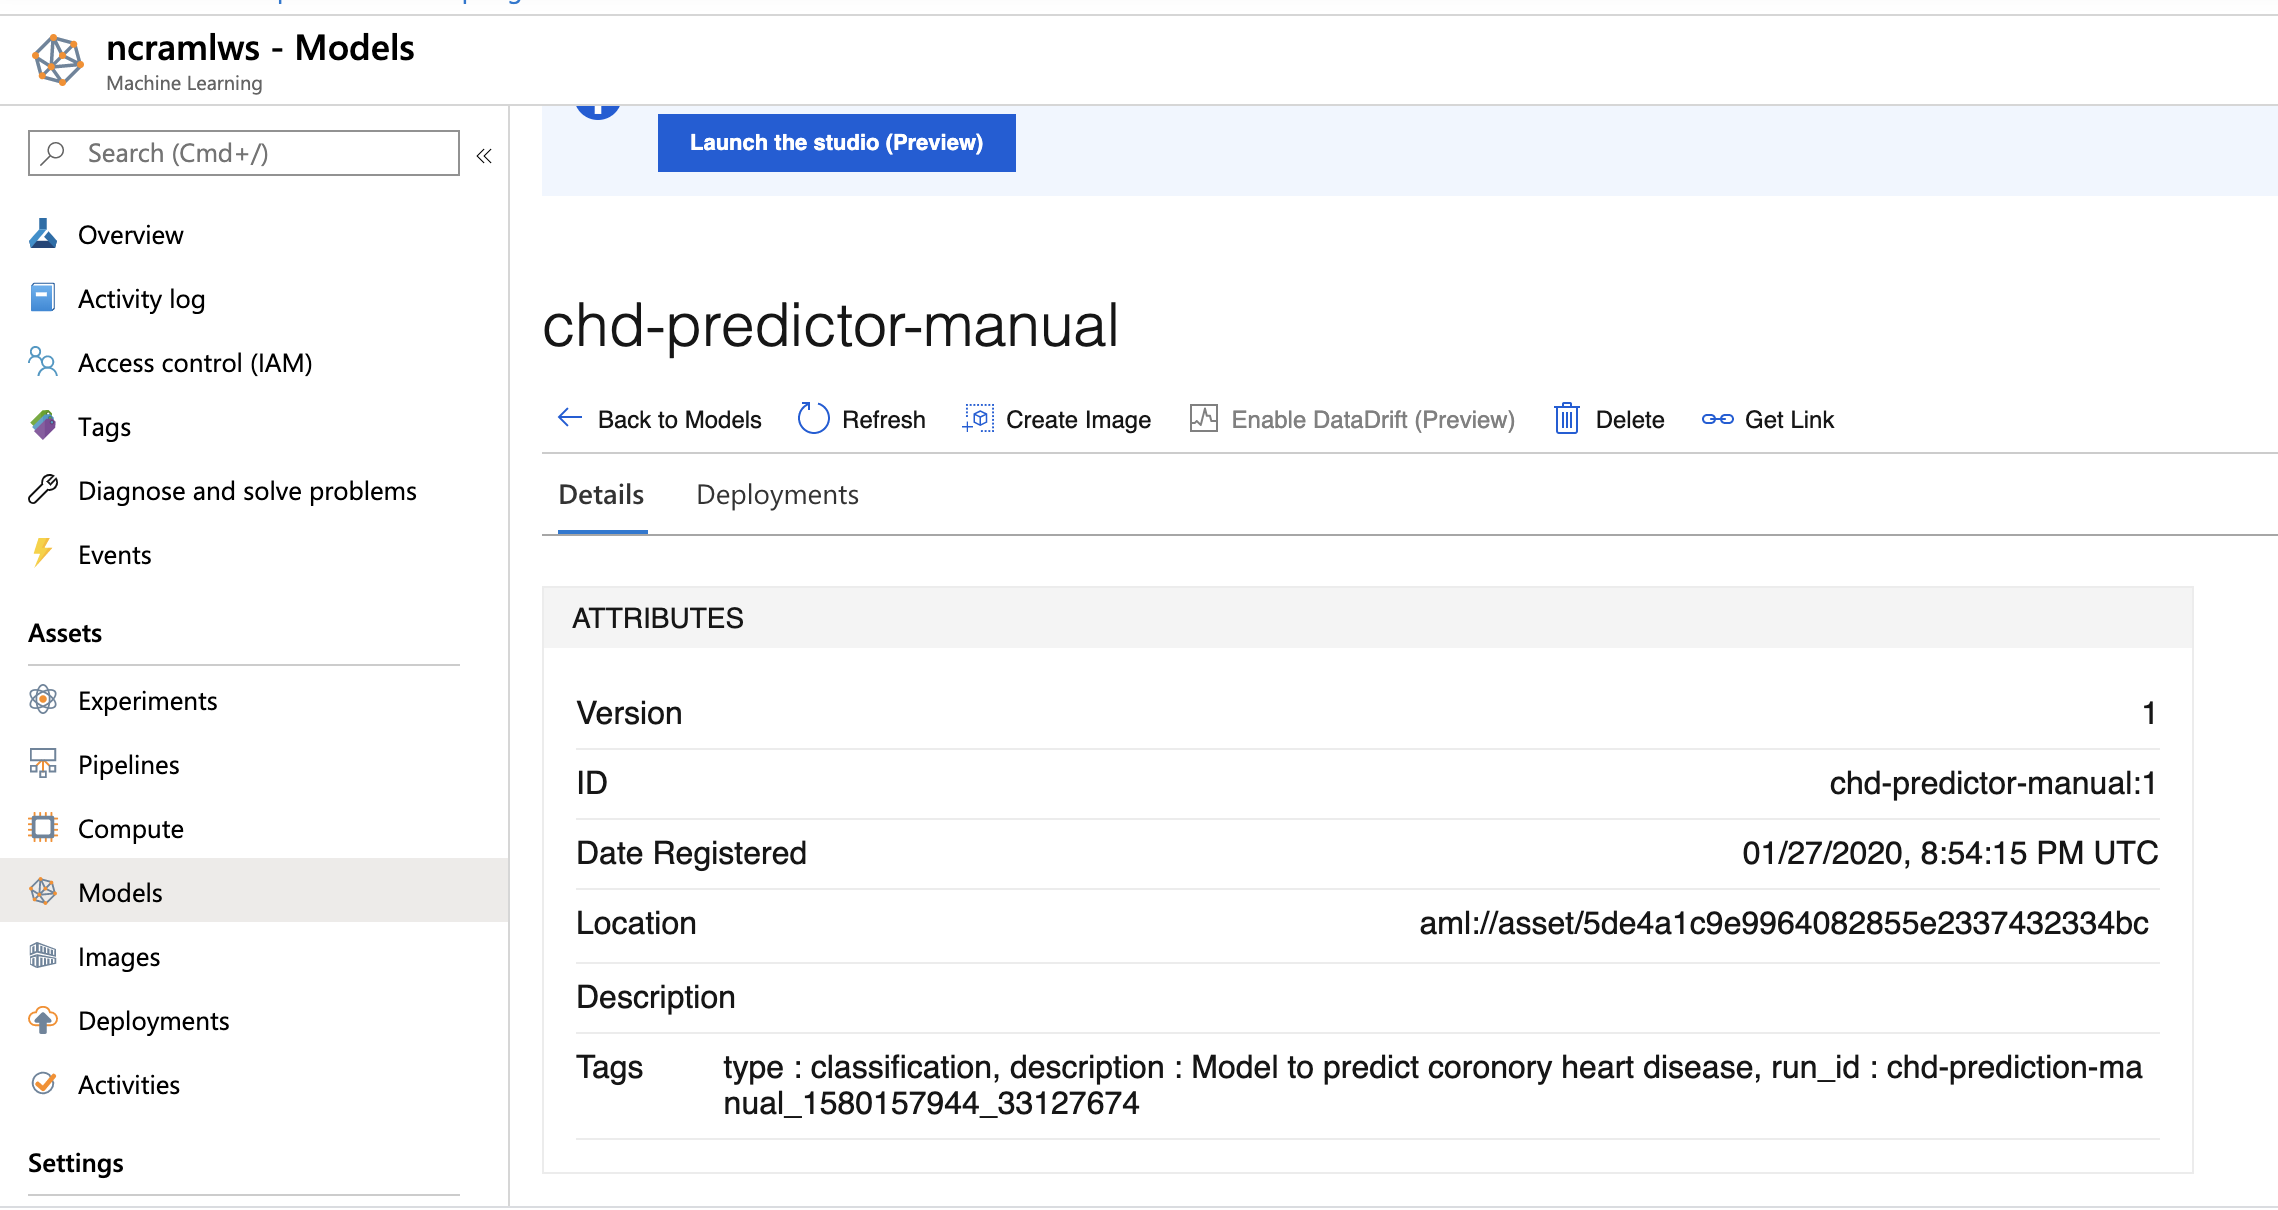 ncramlws - Models
Machine Learning
Search (Cmd+/)
Launch the studio (Preview)
Overview
Activity log
Access control (IAM)
Tags
Diagnose and solve problems
Events
Assets
Experiments
Pipelines
Compute
Models
Images
Deployments
Activities
Settings
chd-predictor-manual
Back to Models
Refresh
Create Image
Enable DataDrift (Preview)
Delete
Get Link
Details
Deployments
ATTRIBUTES
Version 1
ID chd-predictor-manual:1
Date Registered 01/27/2020, 8:54:15 PM UTC
Location aml://asset/5de4a1c9e9964082855e2337432334bc
Description
Tags type : classification, description : Model to predict coronory heart disease, run_id : chd-prediction-ma
nual_1580157944_33127674